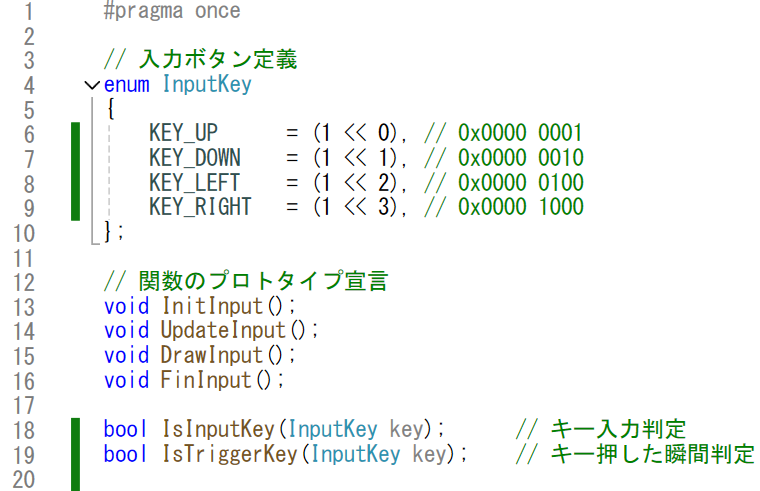 1 #pragma once
2
3 // 入力ボタン定義
4 enum InputKey
5 {
6 KEY_UP = (1 << 0), // 0x0000 0001
7 KEY_DOWN = (1 << 1), // 0x0000 0010
8 KEY_LEFT = (1 << 2), // 0x0000 0100
9 KEY_RIGHT = (1 << 3), // 0x0000 1000
10 };
11
12 // 関数のプロトタイプ宣言
13 void InitInput();
14 void UpdateInput();
15 void DrawInput();
16 void FinInput();
17
18 bool IsInputKey(InputKey key); // キー入力判定
19 bool IsTriggerKey(InputKey key); // キー押した瞬間判定
20